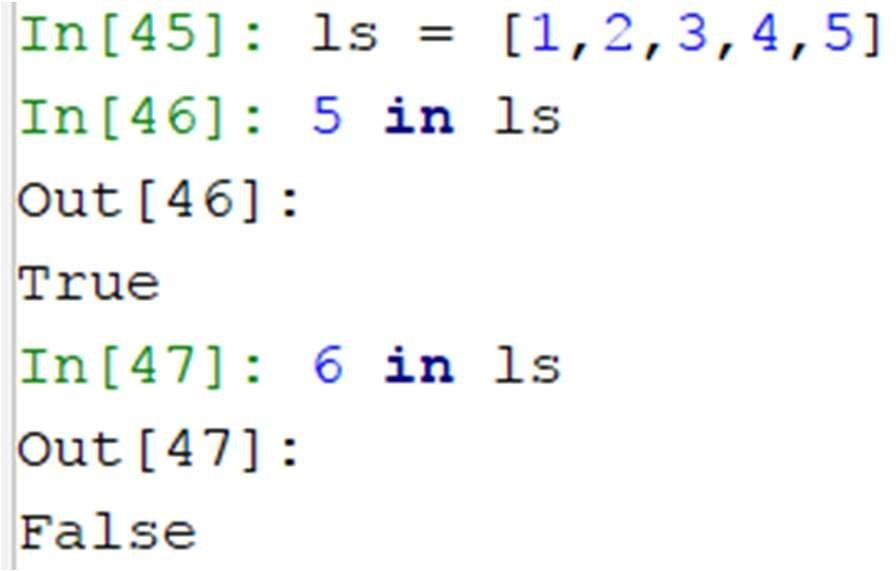 In[45]: ls = [1,2,3,4,5]
In[46]: 5 in ls
Out[46]:
True
In[47]: 6 in ls
Out[47]:
False